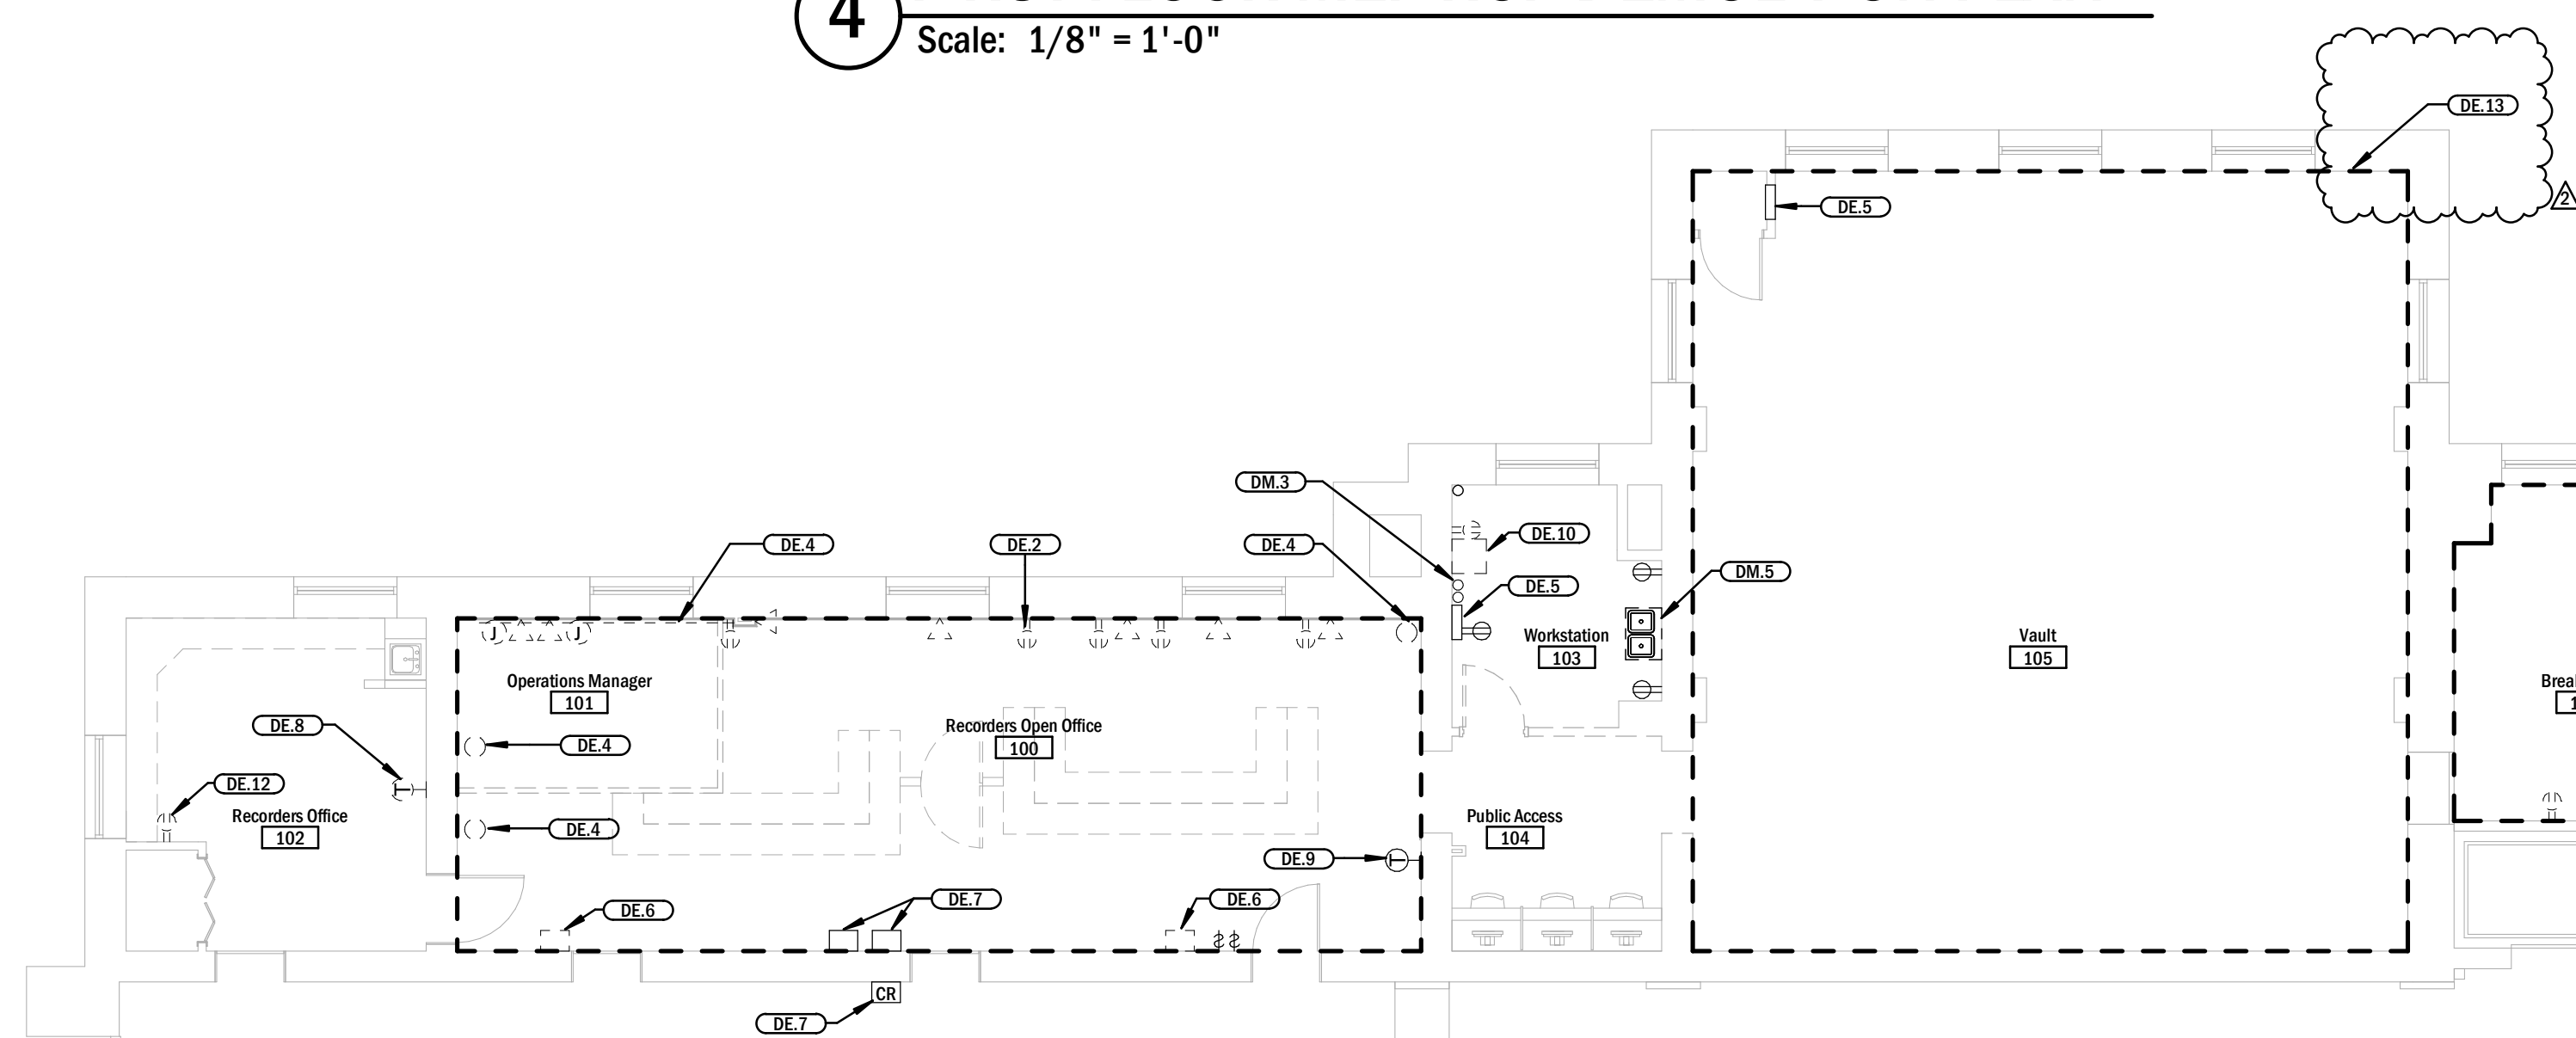 4
Scale: 1/8" = 1'-0"
DE.13
2
DE.5
DM.3
DE.10
DE.4
DE.2
DE.4
DE.5
DM.5
J
J
Workstation
103
Vault
105
Operations Manager
101
DE.8
Recorders Open Office
100
DE.4
DE.12
Recorders Office
102
Public Access
104
DE.4
DE.9
DE.6
DE.7
DE.6
CR
DE.7